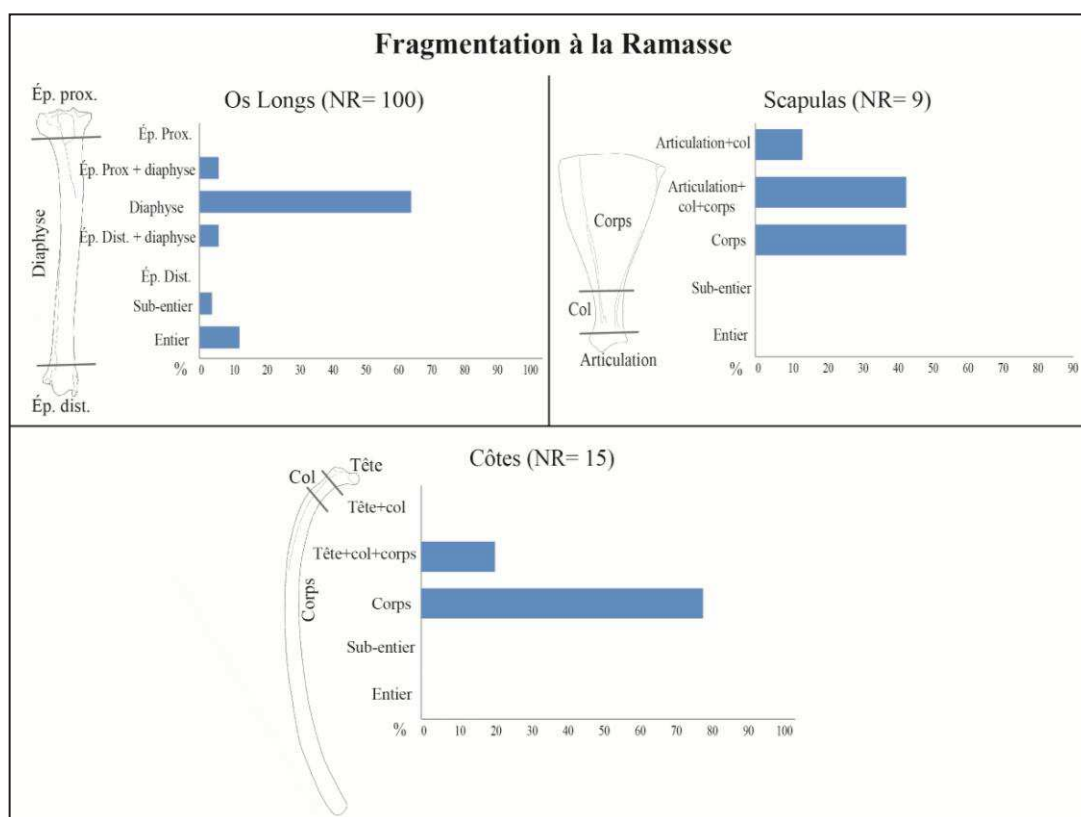 Fragmentation à la Ramasse
Ép. prox.
Diaphyse
Ép. dist.
Os Longs (NR= 100)
Ép. Prox.
Ép. Prox + diaphyse
Diaphyse
Ép. Dist. + diaphyse
Ép. Dist.
Sub-entier
Entier
% 0 10 20 30 40 50 60 70 80 90 100
Scapulas (NR= 9)
Corps
Col
Articulation
Articulation+col
Articulation+
col+corps
Corps
Sub-entier
Entier
% 0 10 20 30 40 50 60 70 80 90
Côtes (NR= 15)
Tête
Col
Corps
Tête+col
Tête+col+corps
Corps
Sub-entier
Entier
% 0 10 20 30 40 50 60 70 80 90 100